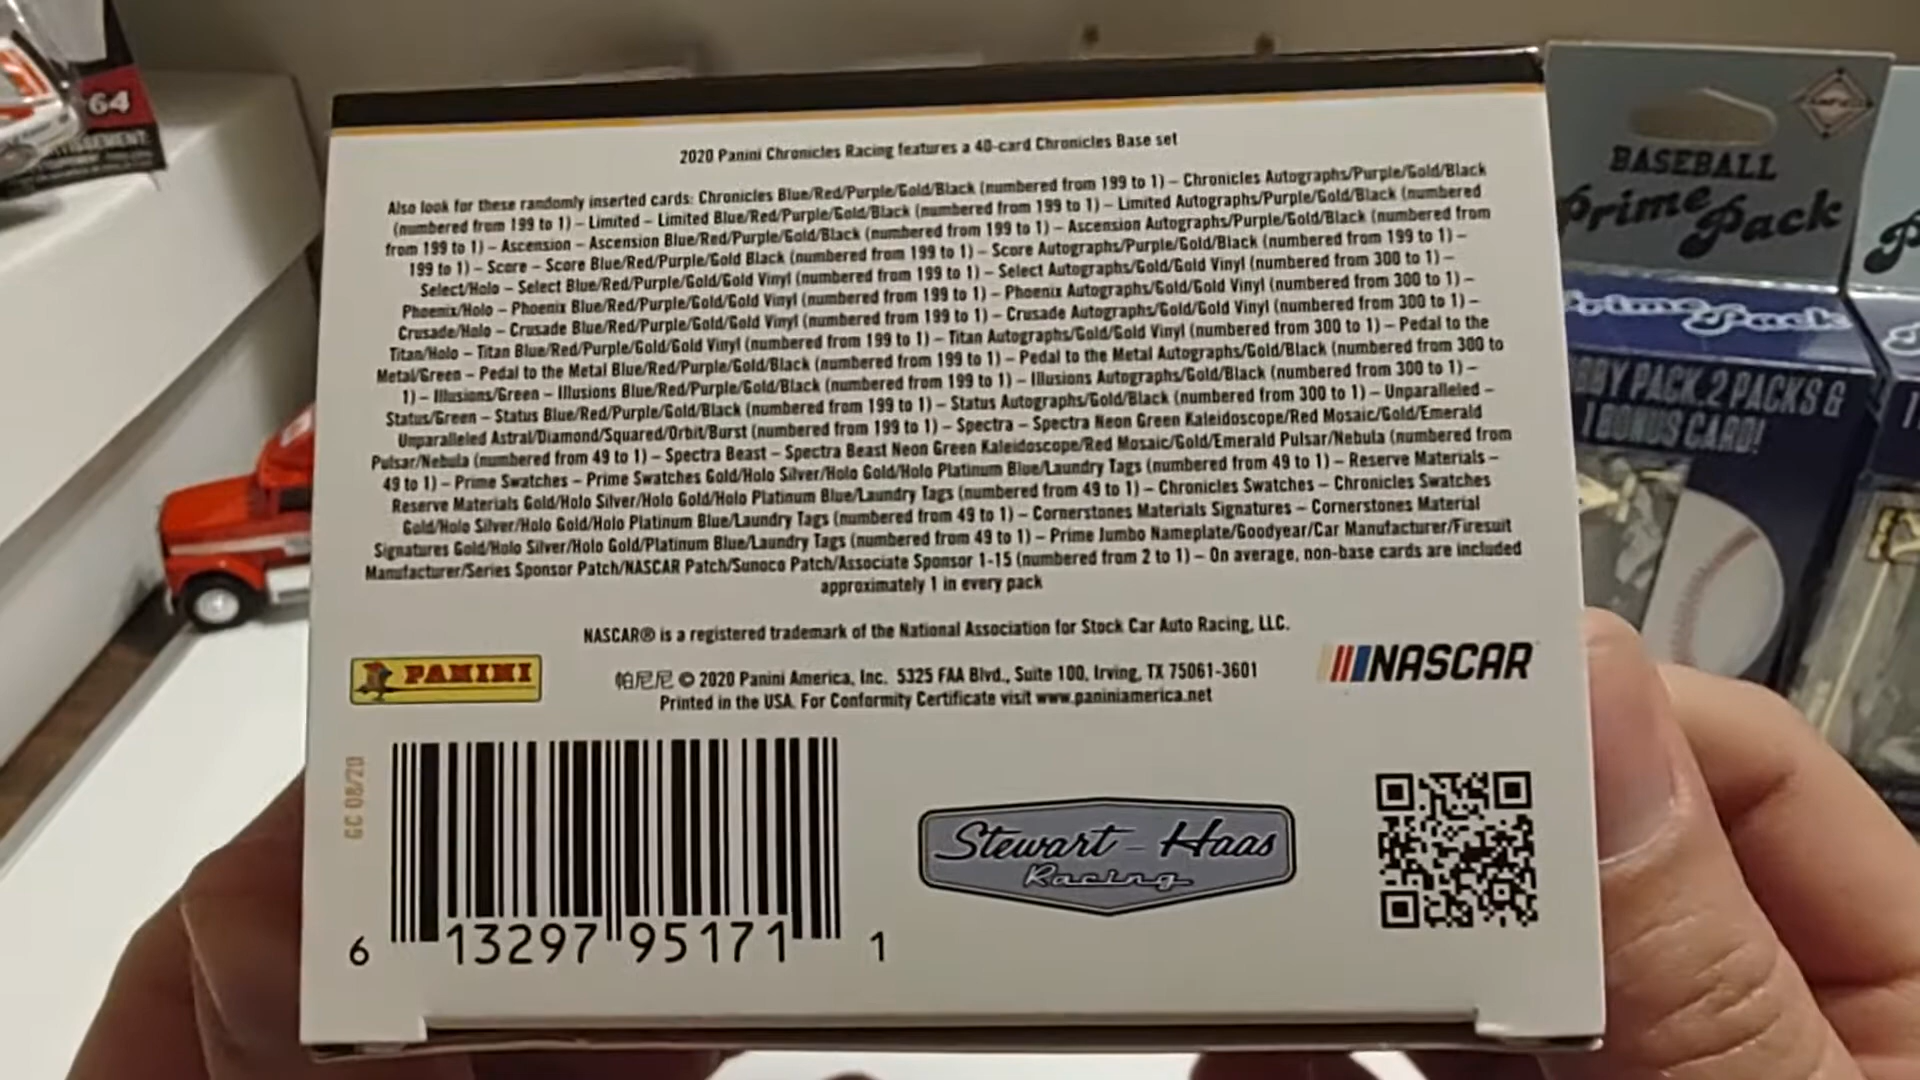 64
2020 Panini Chronicles Racing features a 40-card Chronicles Base set
Also look for these randomly inserted cards: Chronicles Blue/Red/Purple/Gold/Black (numbered from 199 to 1) – Chronicles Autographs/Purple/Gold/Black
(numbered from 199 to 1) – Limited – Limited Blue/Red/Purple/Gold/Black (numbered from 199 to 1) – Limited Autographs/Purple/Gold/Black (numbered
from 199 to 1) – Ascension – Ascension Blue/Red/Purple/Gold/Black (numbered from 199 to 1) – Ascension Autographs/Purple/Gold/Black (numbered from
199 to 1) – Score – Score Blue/Red/Purple/Gold Black (numbered from 199 to 1) – Score Autographs/Purple/Gold/Black (numbered from 199 to 1) –
Select/Holo – Select Blue/Red/Purple/Gold/Gold Vinyl (numbered from 199 to 1) – Select Autographs/Gold/Gold Vinyl (numbered from 300 to 1) –
Phoenix/Holo – Phoenix Blue/Red/Purple/Gold/Gold Vinyl (numbered from 199 to 1) – Phoenix Autographs/Gold/Gold Vinyl (numbered from 300 to 1) –
Crusade/Holo – Crusade Blue/Red/Purple/Gold/Gold Vinyl (numbered from 199 to 1) – Crusade Autographs/Gold/Gold Vinyl (numbered from 300 to 1) –
Titan/Holo – Titan Blue/Red/Purple/Gold/Gold Vinyl (numbered from 199 to 1) – Titan Autographs/Gold/Gold Vinyl (numbered from 300 to 1) – Pedal to the
Metal/Green – Pedal to the Metal Blue/Red/Purple/Gold/Black (numbered from 199 to 1) – Pedal to the Metal Autographs/Gold/Black (numbered from 300 to
1) – Illusions/Green – Illusions Blue/Red/Purple/Gold/Black (numbered from 199 to 1) – Illusions Autographs/Gold/Black (numbered from 300 to 1) –
Status/Green – Status Blue/Red/Purple/Gold/Black (numbered from 199 to 1) – Status Autographs/Gold/Black (numbered from 300 to 1) – Unparalleled –
Unparalleled Astral/Diamond/Squared/Orbit/Burst (numbered from 199 to 1) – Spectra – Spectra Neon Green Kaleidoscope/Red Mosaic/Gold/Emerald
Pulsar/Nebula (numbered from 49 to 1) – Spectra Beast – Spectra Beast Neon Green Kaleidoscope/Red Mosaic/Gold/Emerald Pulsar/Nebula (numbered from
49 to 1) – Prime Swatches – Prime Swatches Gold/Holo Silver/Holo Gold/Holo Platinum Blue/Laundry Tags (numbered from 49 to 1) – Reserve Materials –
Reserve Materials Gold/Holo Silver/Holo Gold/Holo Platinum Blue/Laundry Tags (numbered from 49 to 1) – Chronicles Swatches – Chronicles Swatches
Gold/Holo Silver/Holo Gold/Holo Platinum Blue/Laundry Tags (numbered from 49 to 1) – Cornerstones Materials Signatures – Cornerstones Material
Signatures Gold/Holo Silver/Holo Gold/Platinum Blue/Laundry Tags (numbered from 49 to 1) – Prime Jumbo Nameplate/Goodyear/Car Manufacturer/Firesuit
Manufacturer/Series Sponsor Patch/NASCAR Patch/Sunoco Patch/Associate Sponsor 1-15 (numbered from 2 to 1) – On average, non-base cards are included
approximately 1 in every pack
NASCAR® is a registered trademark of the National Association for Stock Car Auto Racing, LLC.
PANINI
帕尼尼 © 2020 Panini America, Inc. 5325 FAA Blvd., Suite 100, Irving, TX 75061-3601
Printed in the USA. For Conformity Certificate visit www.paniniamerica.net
NASCAR
GC 08/20
6 13297 95171 1
Stewart-Haas
Racing
BASEBALL
Prime Pack
Prime Pack
PACK 2 PACKS &
1 BONUS CARD!